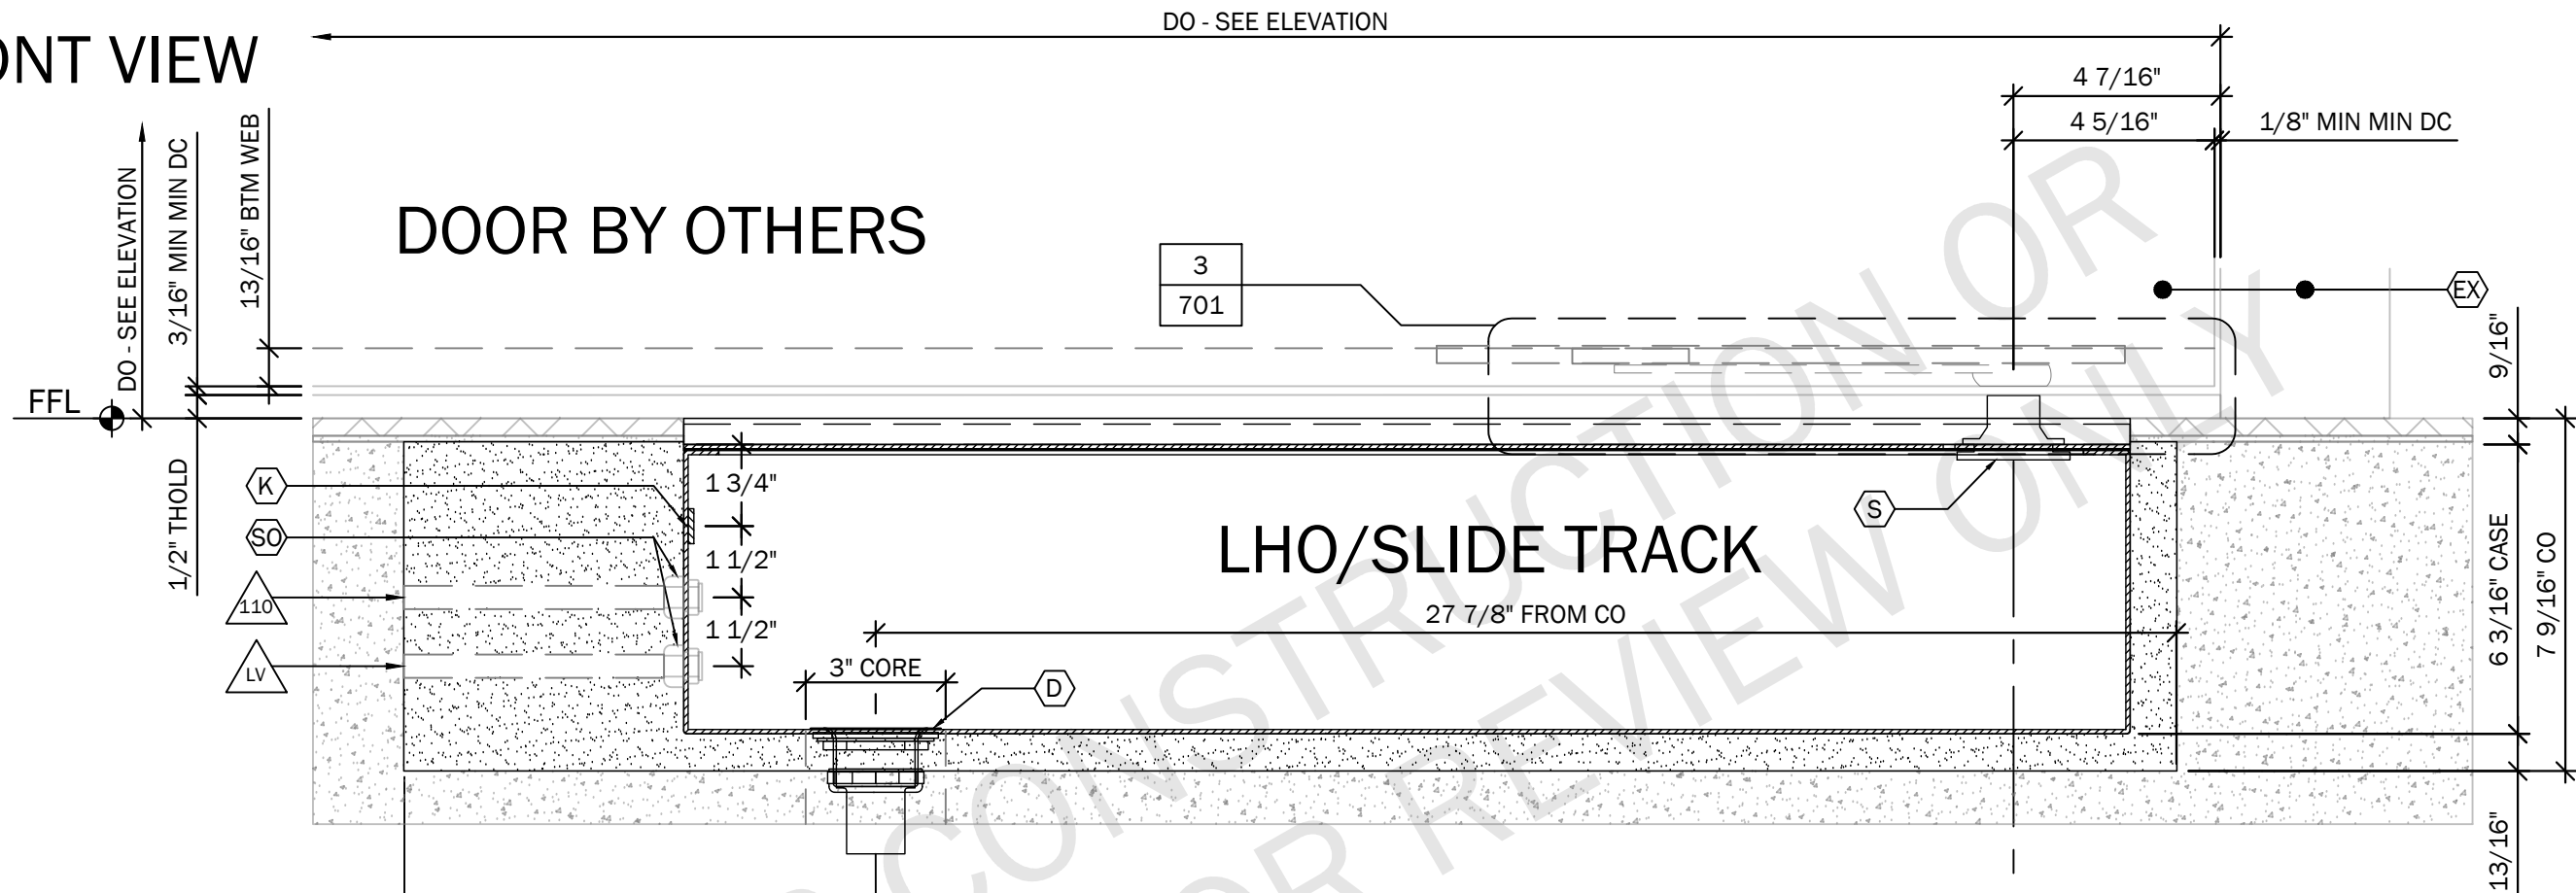 DO - SEE ELEVATION
ONT VIEW
4 7/16"
4 5/16"
1/8" MIN MIN DC
DO - SEE ELEVATION
3/16" MIN MIN DC
13/16" BTM WEB
DOOR BY OTHERS
3
701
EX
9/16"
FFL
1/2" THOLD
K
SO
110
LV
1 3/4"
1 1/2"
1 1/2"
S
LHO/SLIDE TRACK
27 7/8" FROM CO
3" CORE
D
6 3/16" CASE
7 9/16" CO
13/16"
CONSTRUCTION OR
OR REVIEW ONLY